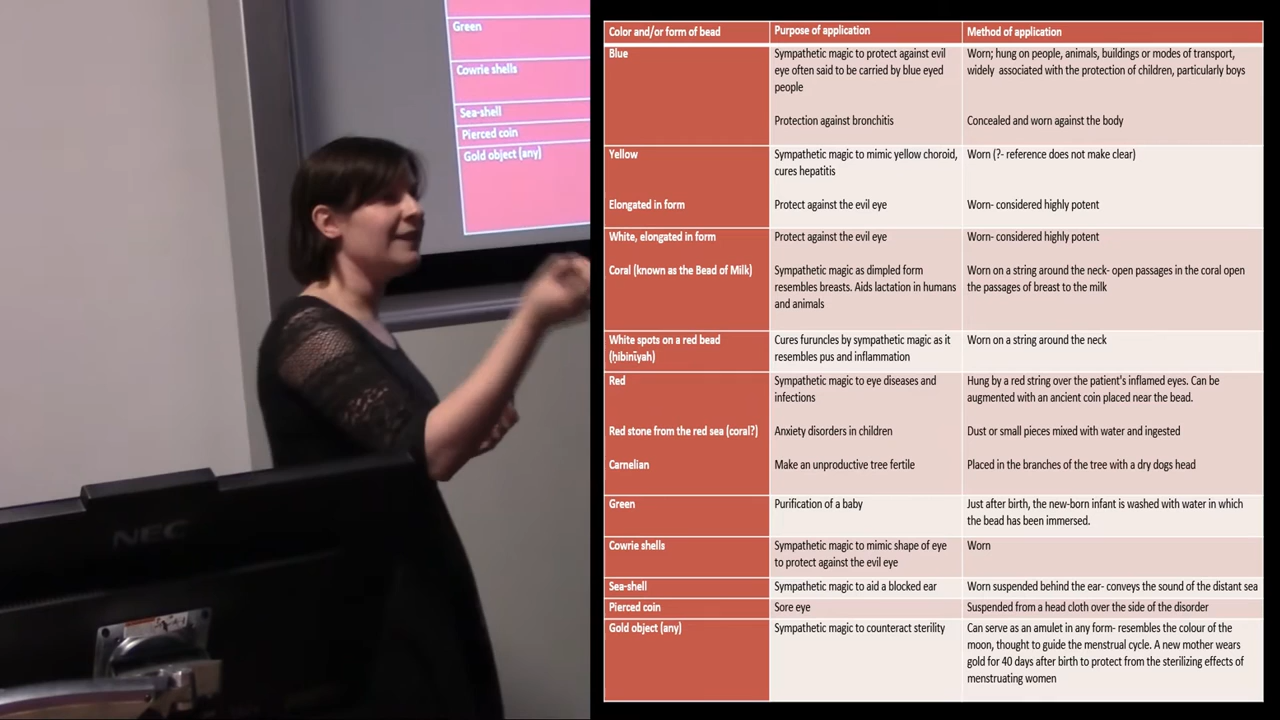 Green
Cowrie shells
Sea-shell
Pierced coin
Gold object (any)
NEC
Color and/or form of bead
Purpose of application
Method of application
Blue
Sympathetic magic to protect against evil
eye often said to be carried by blue eyed
people
Worn; hung on people, animals, buildings or modes of transport,
widely associated with the protection of children, particularly boys
Protection against bronchitis
Concealed and worn against the body
Yellow
Sympathetic magic to mimic yellow choroid,
cures hepatitis
Worn (?- reference does not make clear)
Elongated in form
Protect against the evil eye
Worn- considered highly potent
White, elongated in form
Protect against the evil eye
Worn- considered highly potent
Coral (known as the Bead of Milk)
Sympathetic magic as dimpled form
resembles breasts. Aids lactation in humans
and animals
Worn on a string around the neck- open passages in the coral open
the passages of breast to the milk
White spots on a red bead
(ḥibinīyah)
Cures furuncles by sympathetic magic as it
resembles pus and inflammation
Worn on a string around the neck
Red
Sympathetic magic to eye diseases and
infections
Hung by a red string over the patient's inflamed eyes. Can be
augmented with an ancient coin placed near the bead.
Red stone from the red sea (coral?)
Anxiety disorders in children
Dust or small pieces mixed with water and ingested
Carnelian
Make an unproductive tree fertile
Placed in the branches of the tree with a dry dogs head
Green
Purification of a baby
Just after birth, the new-born infant is washed with water in which
the bead has been immersed.
Cowrie shells
Sympathetic magic to mimic shape of eye
to protect against the evil eye
Worn
Sea-shell
Sympathetic magic to aid a blocked ear
Worn suspended behind the ear- conveys the sound of the distant sea
Pierced coin
Sore eye
Suspended from a head cloth over the side of the disorder
Gold object (any)
Sympathetic magic to counteract sterility
Can serve as an amulet in any form- resembles the colour of the
moon, thought to guide the menstrual cycle. A new mother wears
gold for 40 days after birth to protect from the sterilizing effects of
menstruating women